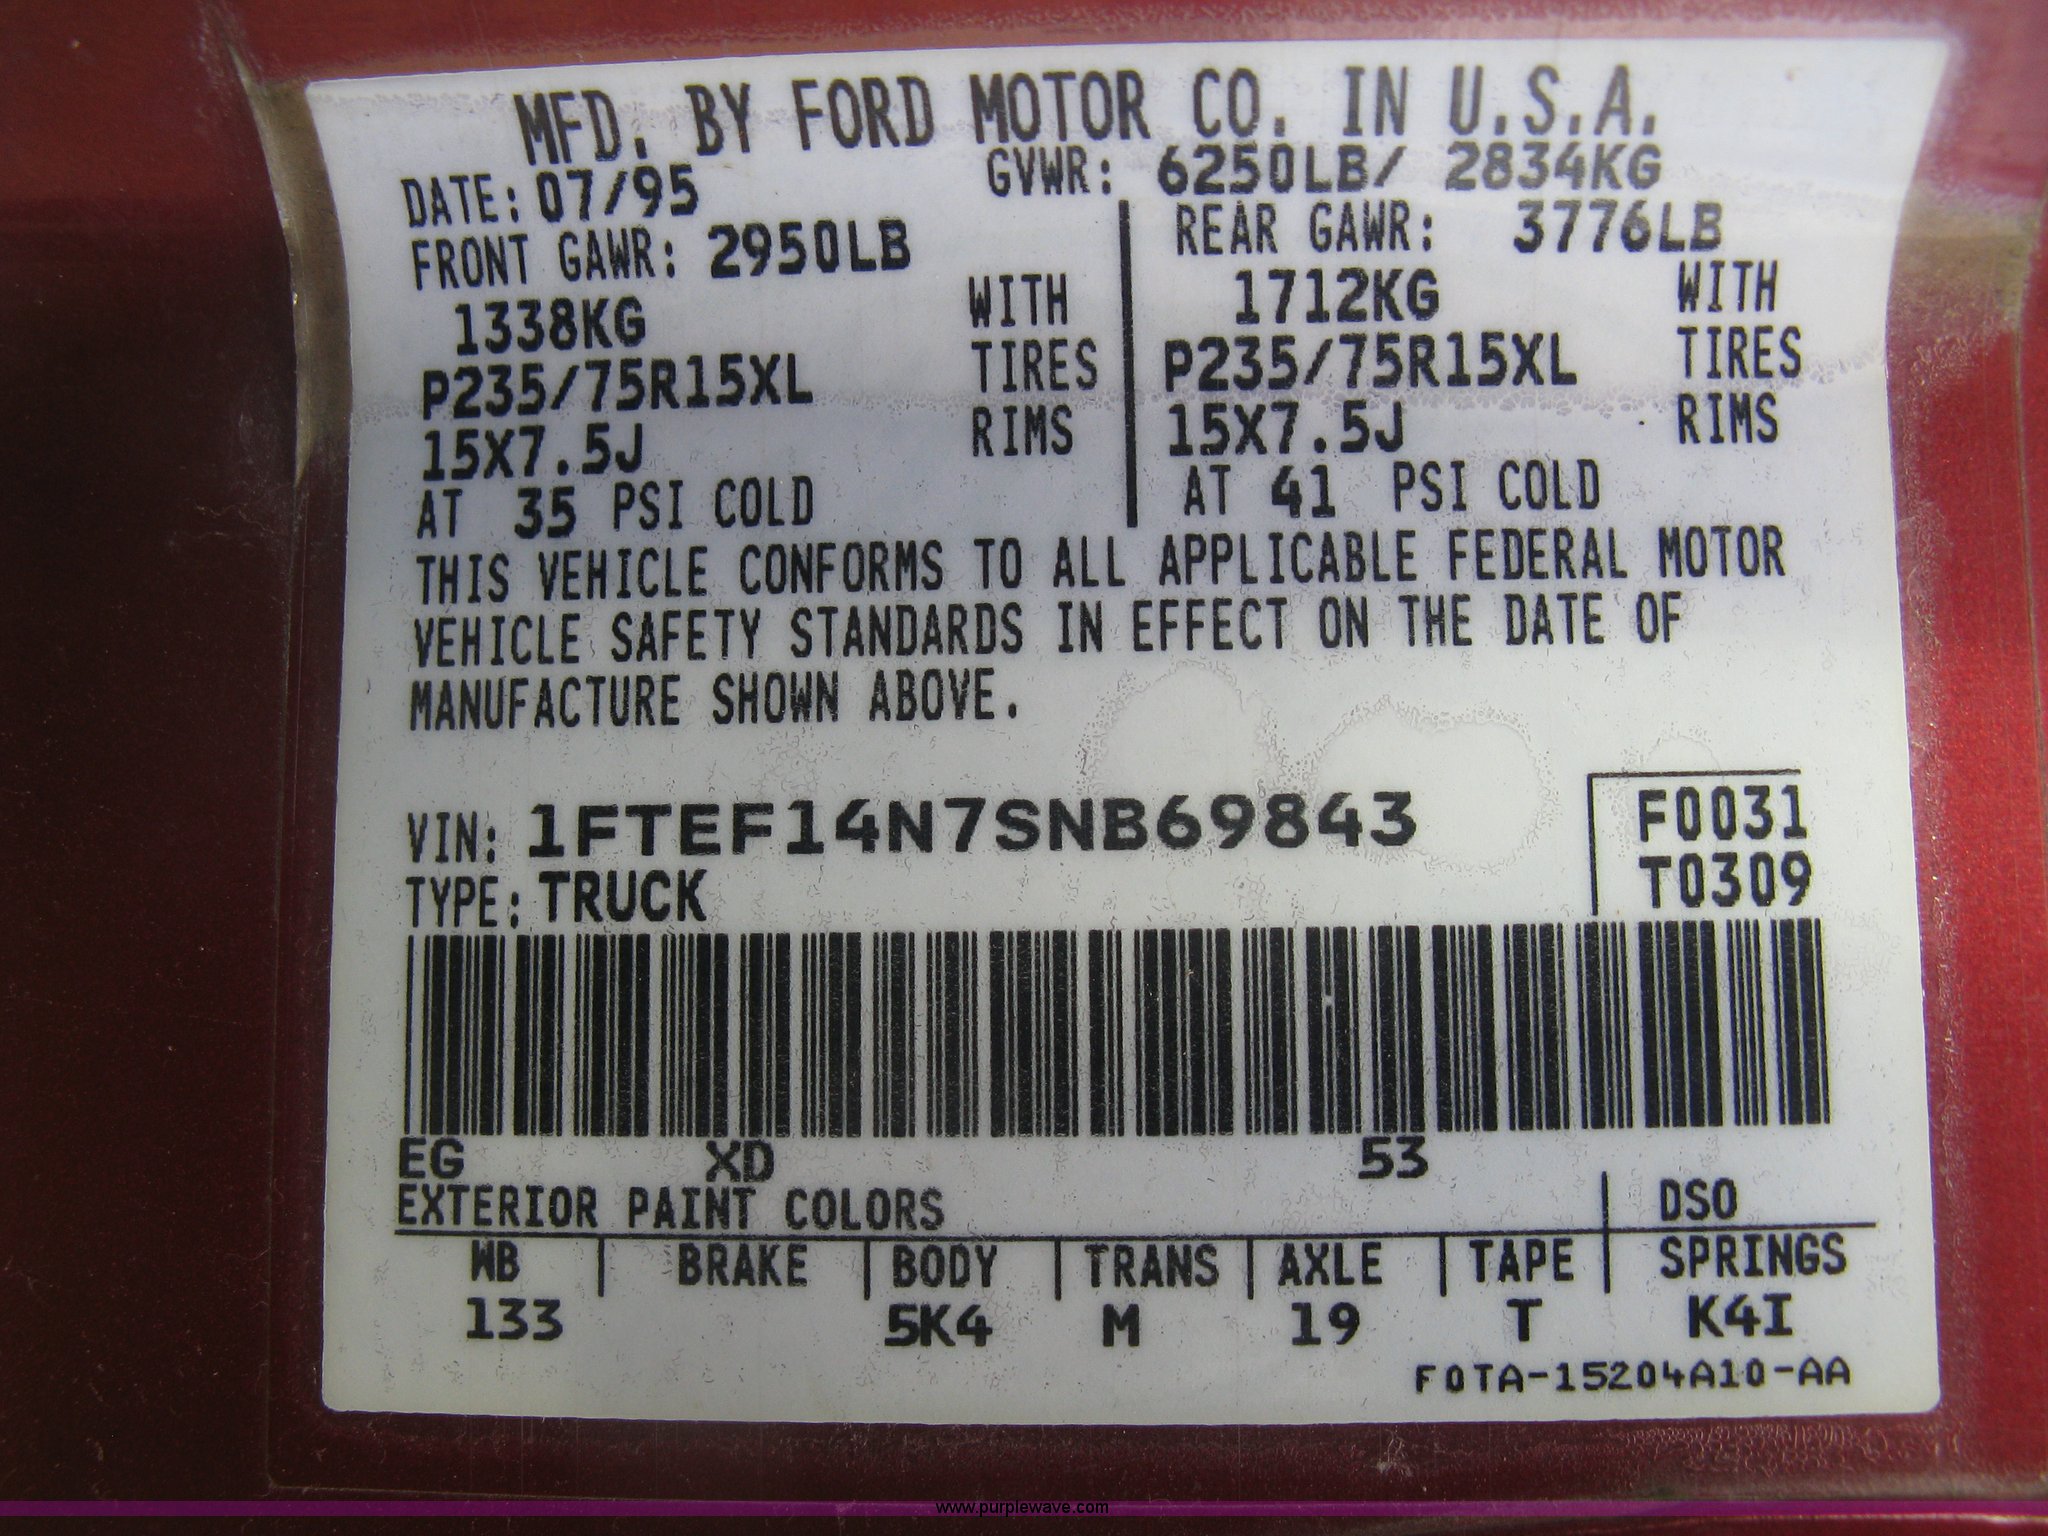 MFD. BY FORD MOTOR CO. IN U.S.A.
DATE: 07/95 GVWR: 6250LB/ 2834KG
FRONT GAWR: 2950LB REAR GAWR: 3776LB
1338KG WITH 1712KG WITH
P235/75R15XL TIRES P235/75R15XL TIRES
15X7.5J RIMS 15X7.5J RIMS
AT 35 PSI COLD AT 41 PSI COLD
THIS VEHICLE CONFORMS TO ALL APPLICABLE FEDERAL MOTOR
VEHICLE SAFETY STANDARDS IN EFFECT ON THE DATE OF
MANUFACTURE SHOWN ABOVE.
VIN: 1FTEF14N7SNB69843 F0031
TYPE: TRUCK T0309
EG XD 53
EXTERIOR PAINT COLORS DSO
WB BRAKE BODY TRANS AXLE TAPE SPRINGS
133 5K4 M 19 T K4I
F0TA-15204A10-AA
www.purplewave.com